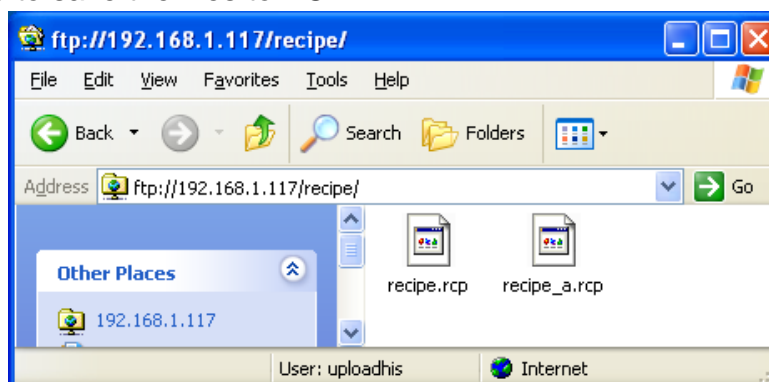 ftp://192.168.1.117/recipe/
File Edit View Favorites Tools Help
Back Search Folders
Address ftp://192.168.1.117/recipe/ Go
Other Places
192.168.1.117
recipe.rcp recipe_a.rcp
User: uploadhis Internet